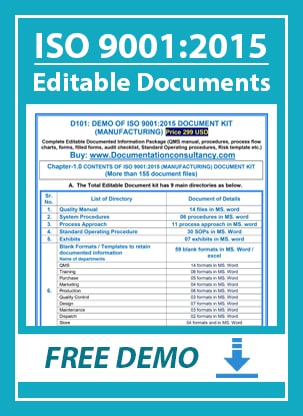 ISO 9001:2015
Editable Documents
D101: DEMO OF ISO 9001:2015 DOCUMENT KIT
(MANUFACTURING) Price 299 USD
Complete Editable Documented Information Package (QMS manual, procedures, process flow
charts, forms, filled forms, audit checklist, Standard Operating procedures, Risk template etc.)
Buy: www.Documentationconsultancy.com
Chapter-1.0 CONTENTS OF ISO 9001:2015 (MANUFACTURING) DOCUMENT KIT
(More than 155 document files)
A. The Total Editable Document kit has 9 main directories as below.
Sr. No. List of Directory Document of Details
1. Quality Manual 14 files in MS. word
2. System Procedures 06 procedures in MS. word
3. Process Approach 11 process approach in MS. word
4. Standard Operating Procedure 30 SOPs in MS. word
5. Exhibits 07 exhibits in MS. word
6. Blank Formats / Templates to retain documented information 59 blank formats in MS. Word / excel
Name of departments
QMS 14 formats in MS. Word
Training 08 formats in MS. Word
Purchase 05 formats in MS. Word
Marketing 04 formats in MS. Word
Production 06 formats in MS. Word
Quality Control 03 formats in MS. Word
Design 07 formats in MS. Word
Maintenance 03 formats in MS. Word
Dispatch 02 formats in MS. Word
Store 04 formats and in MS. Word
FREE DEMO